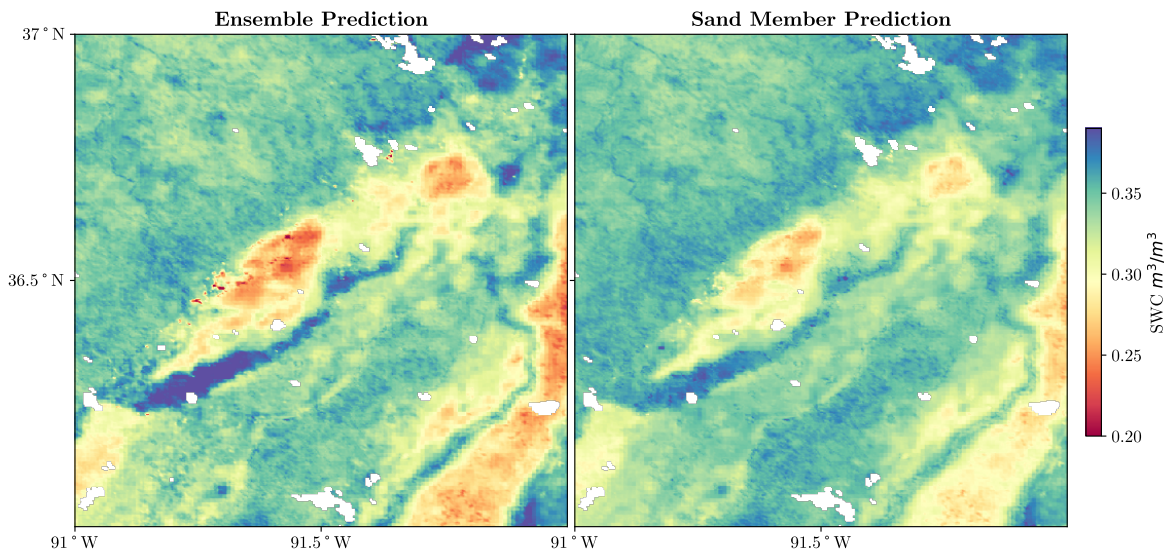 Ensemble Prediction
Sand Member Prediction
37°N
36.5°N
91°W
91.5°W
91°W
91.5°W
0.35
0.30
0.25
0.20
SWC m³/m³